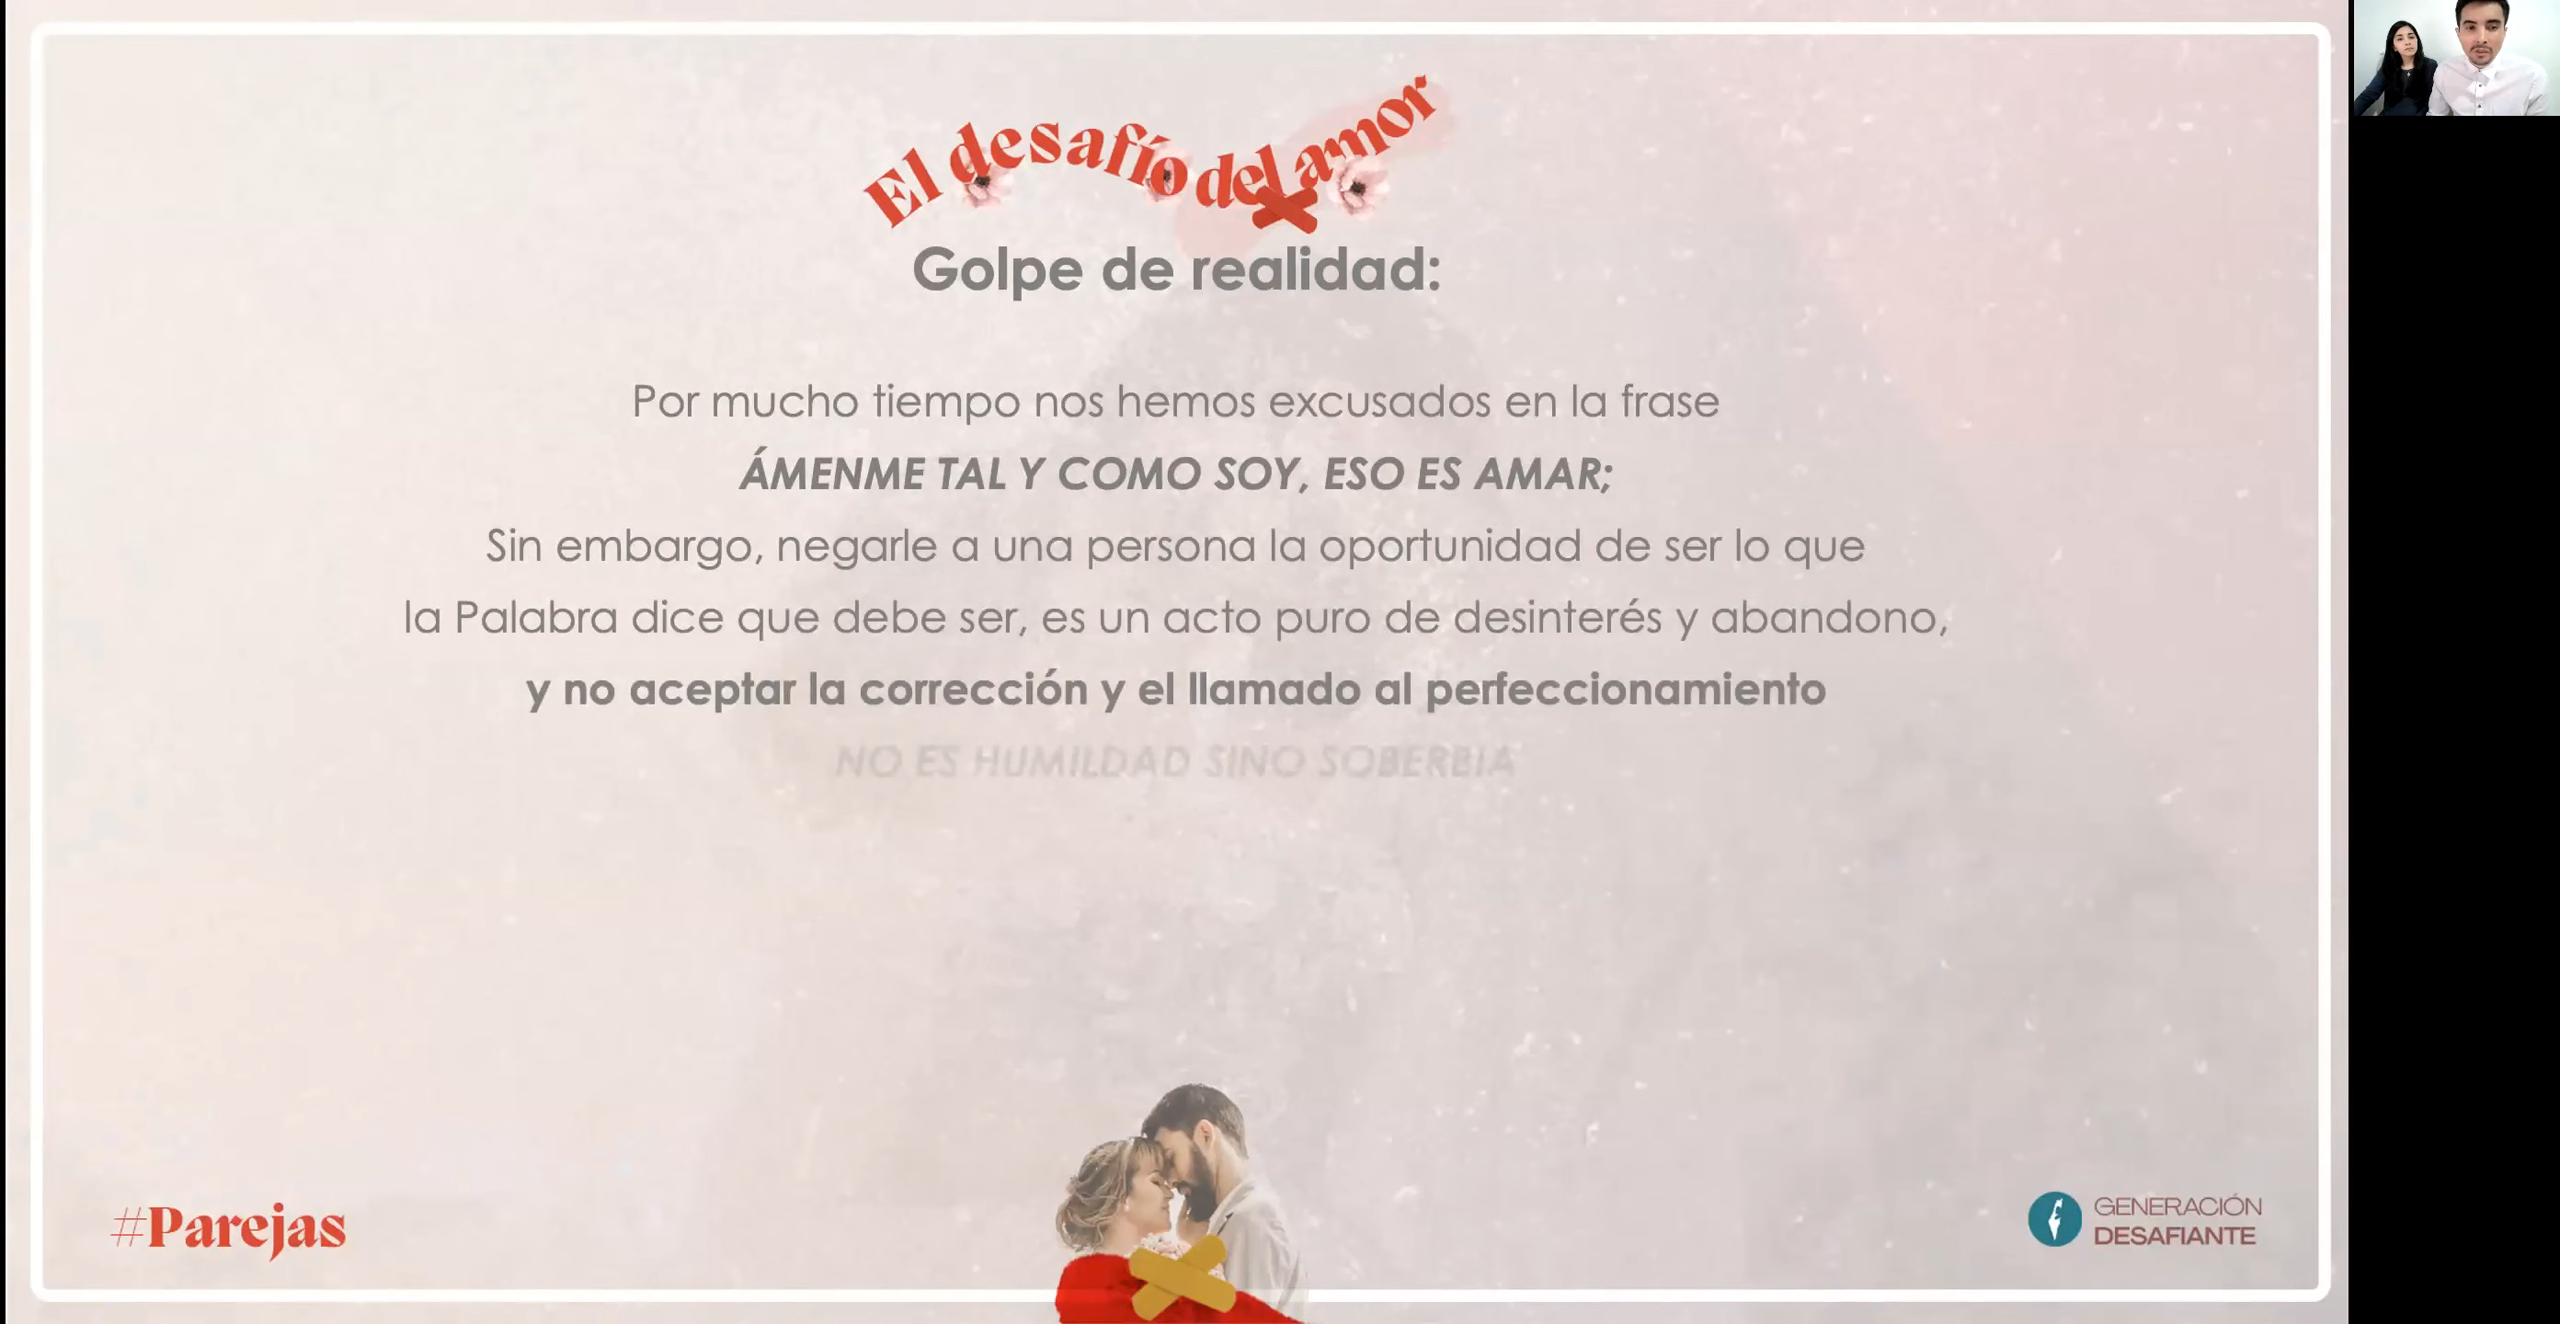 El desafío del amor
Golpe de realidad:
Por mucho tiempo nos hemos excusados en la frase
ÁMENME TAL Y COMO SOY, ESO ES AMAR;
Sin embargo, negarle a una persona la oportunidad de ser lo que
la Palabra dice que debe ser, es un acto puro de desinterés y abandono,
y no aceptar la corrección y el llamado al perfeccionamiento
NO ES HUMILDAD SINO SOBERBIA
#Parejas
GENERACIÓN
DESAFIANTE